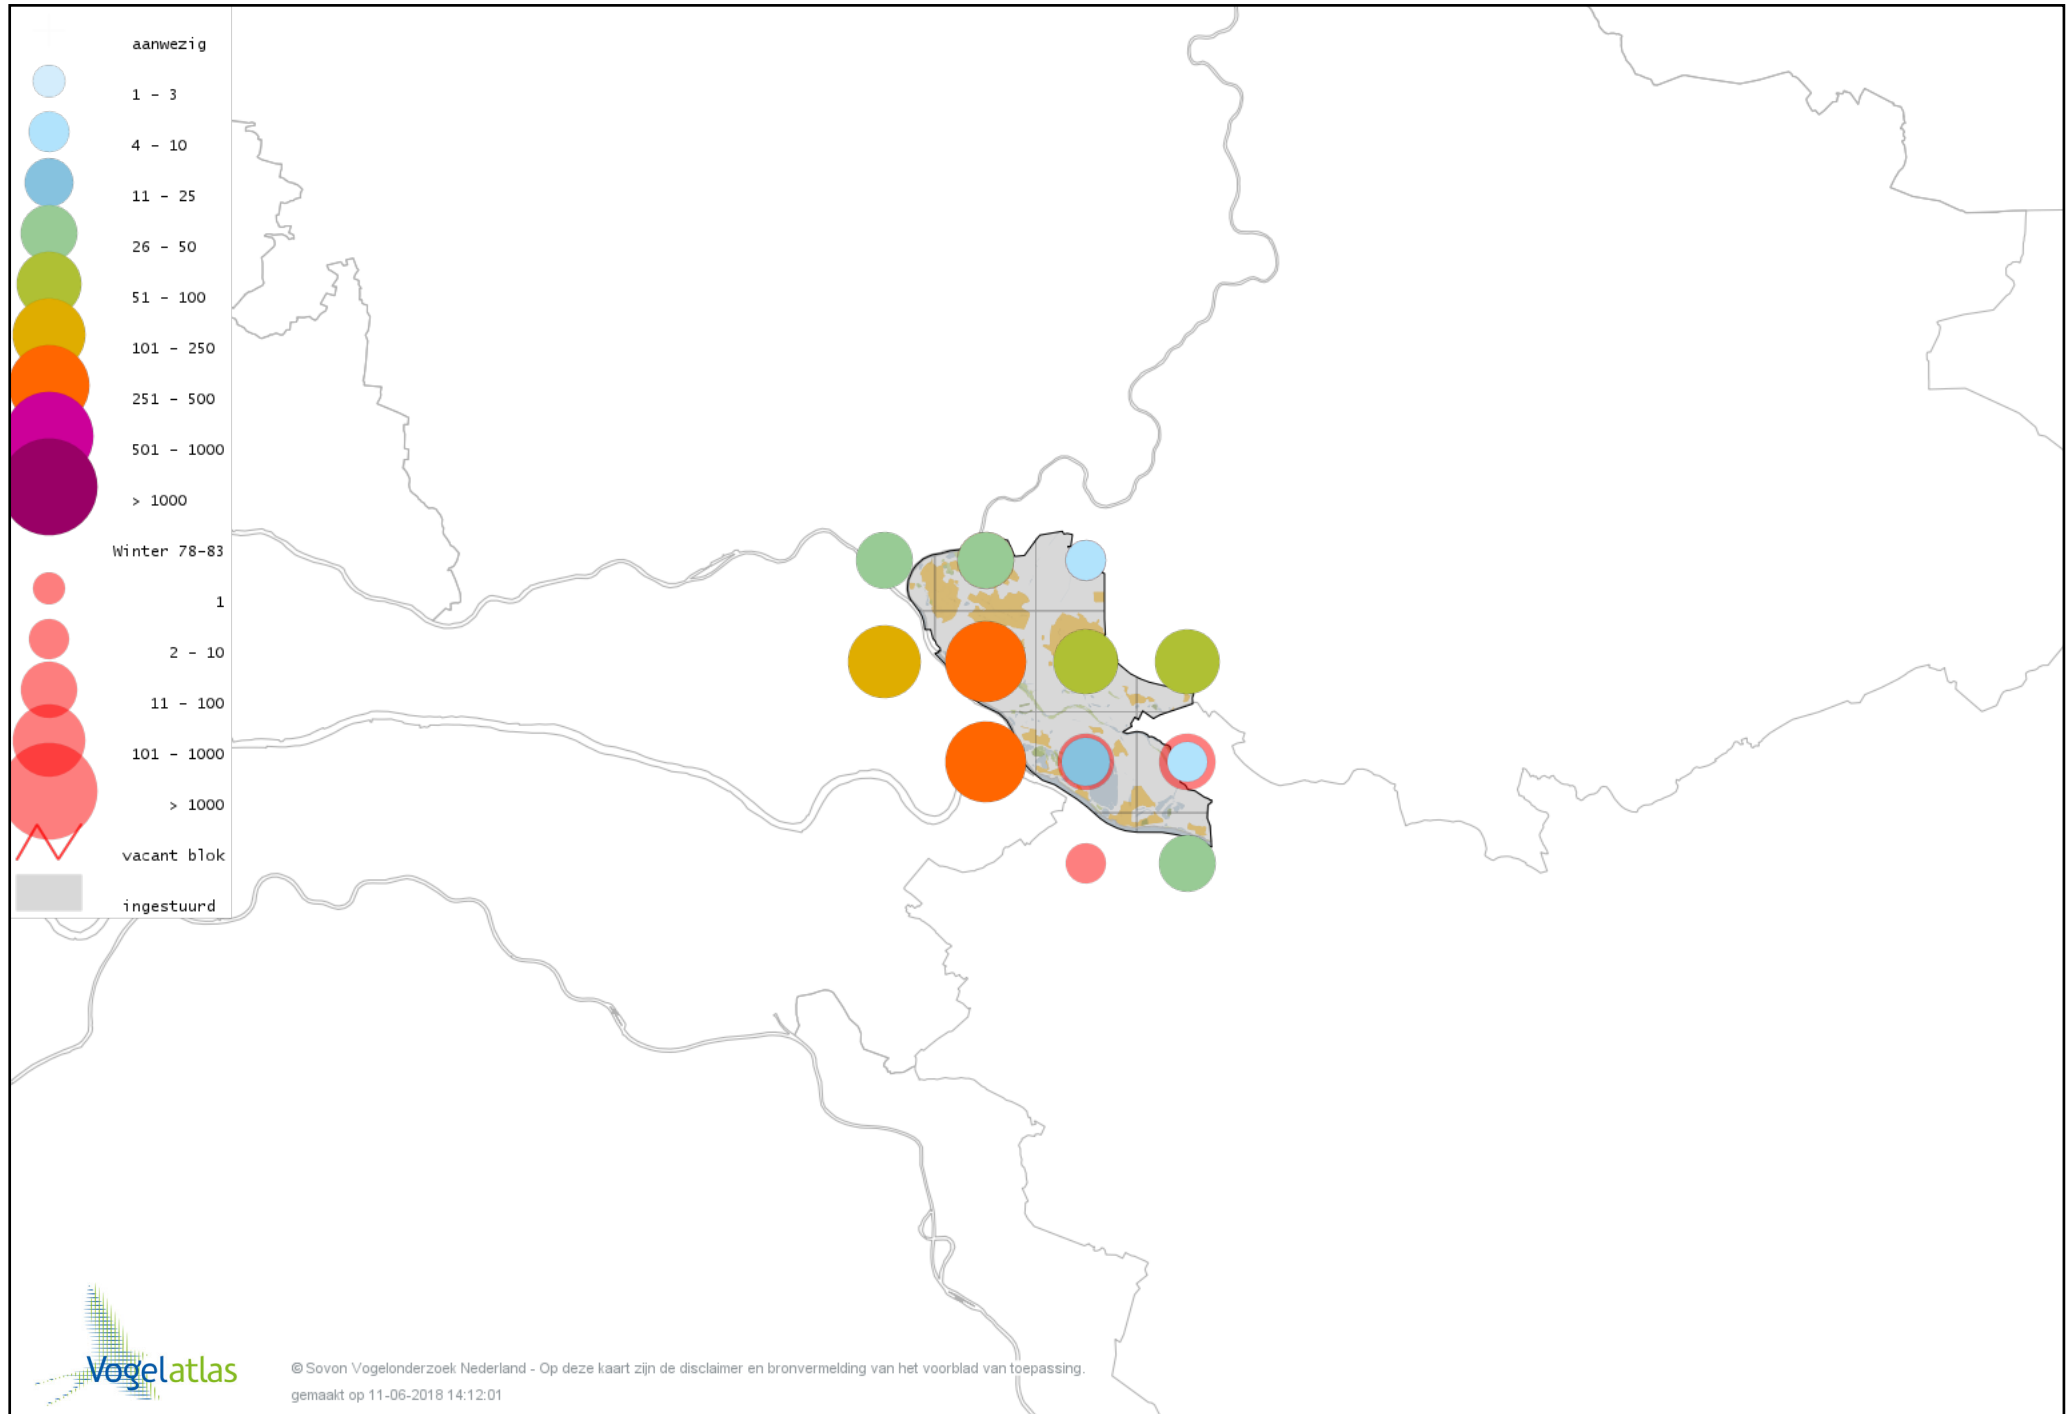 aanwezig
1 - 3
4 - 10
11 - 25
26 - 50
51 - 100
101 - 250
251 - 500
501 - 1000
> 1000
Winter 78-83
1
2 - 10
11 - 100
101 - 1000
> 1000
vacant blok
ingestuurd
Vogelatlas
© Sovon Vogelonderzoek Nederland - Op deze kaart zijn de disclaimer en bronvermelding van het voorblad van toepassing.
gemaakt op 11-06-2018 14:12:01